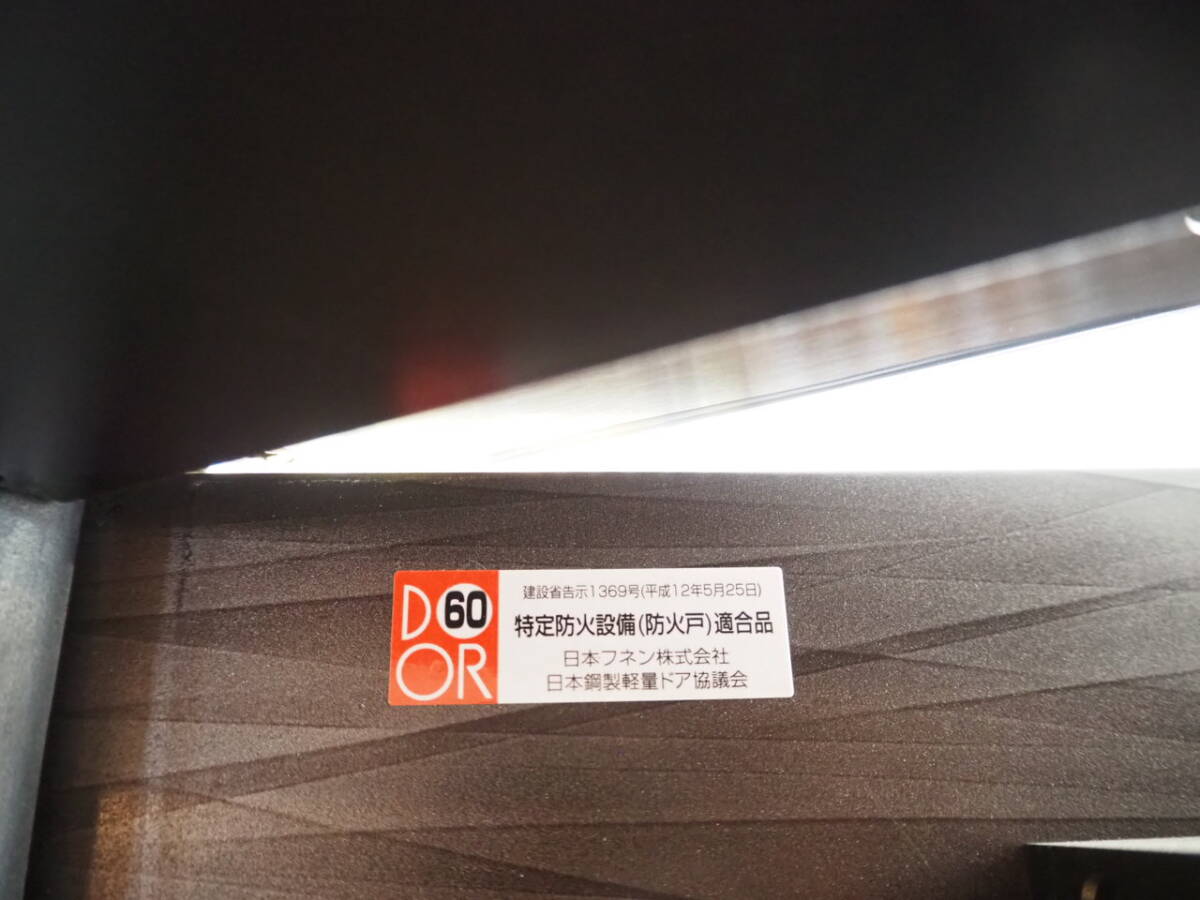 DO60
OR
建設省告示1369号(平成12年5月25日)
特定防火設備(防火戸)適合品
日本フネン株式会社
日本鋼製軽量ドア協議会